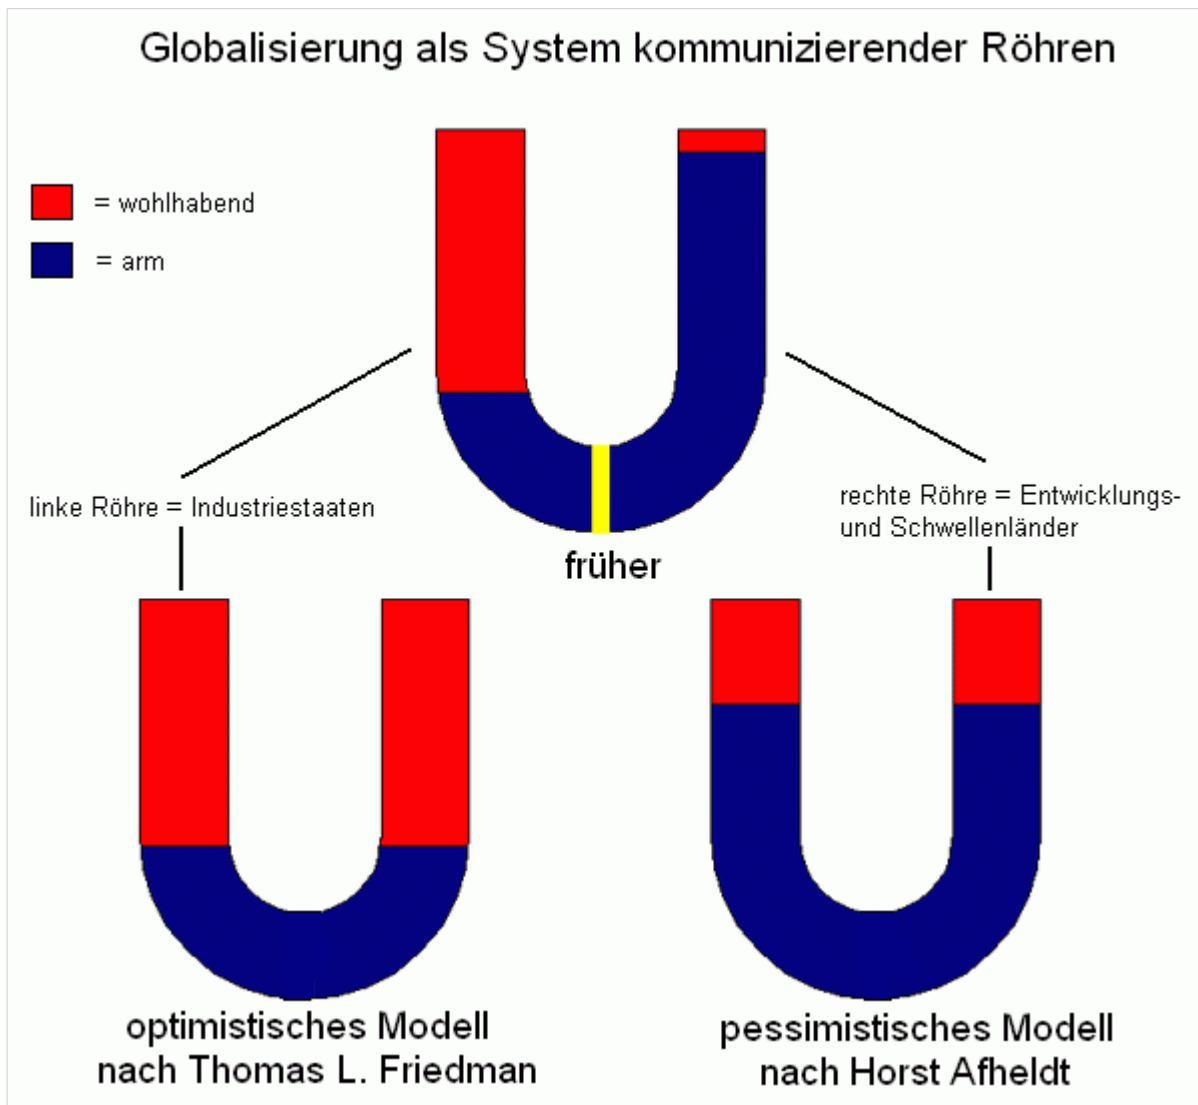 Globalisierung als System kommunizierender Röhren
= wohlhabend
= arm
linke Röhre = Industriestaaten
rechte Röhre = Entwicklungs-
und Schwellenländer
früher
optimistisches Modell
nach Thomas L. Friedman
pessimistisches Modell
nach Horst Afheldt